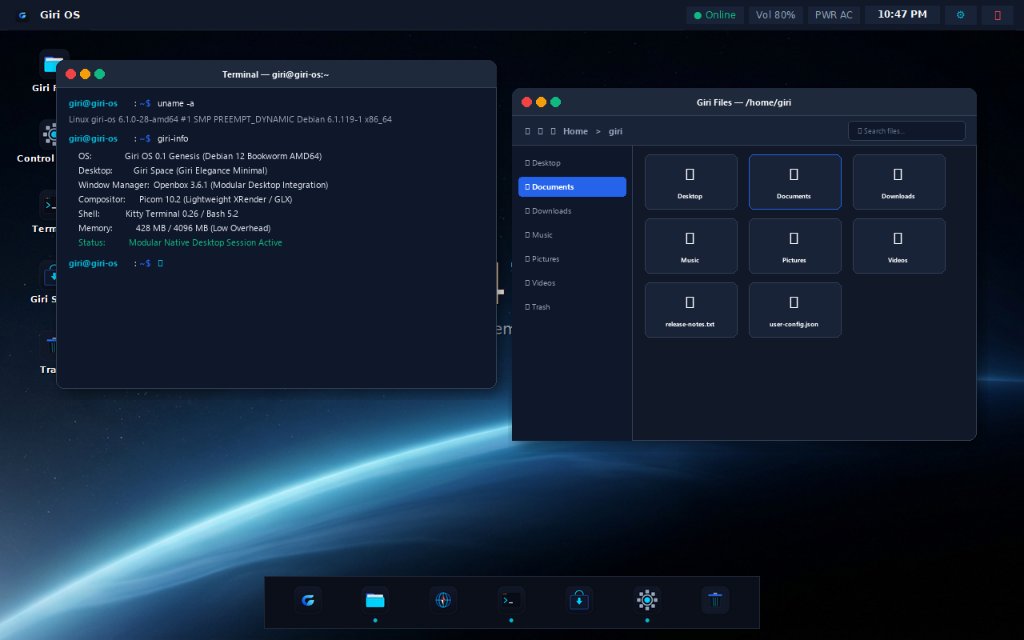 Giri OS
Online
Vol 80%
PWR AC
10:47 PM
Giri
Control
Term
Giri S
Tra
Terminal — giri@giri-os:~
giri@giri-os : ~$ uname -a
Linux giri-os 6.1.0-28-amd64 #1 SMP PREEMPT_DYNAMIC Debian 6.1.119-1 x86_64
giri@giri-os : ~$ giri-info
OS: Giri OS 0.1 Genesis (Debian 12 Bookworm AMD64)
Desktop: Giri Space (Giri Elegance Minimal)
Window Manager: Openbox 3.6.1 (Modular Desktop Integration)
Compositor: Picom 10.2 (Lightweight XRender / GLX)
Shell: Kitty Terminal 0.26 / Bash 5.2
Memory: 428 MB / 4096 MB (Low Overhead)
Status: Modular Native Desktop Session Active
giri@giri-os : ~$
em
Giri Files — /home/giri
Home > giri
Search files...
Desktop
Documents
Downloads
Music
Pictures
Videos
Trash
Desktop
Documents
Downloads
Music
Pictures
Videos
release-notes.txt
user-config.json